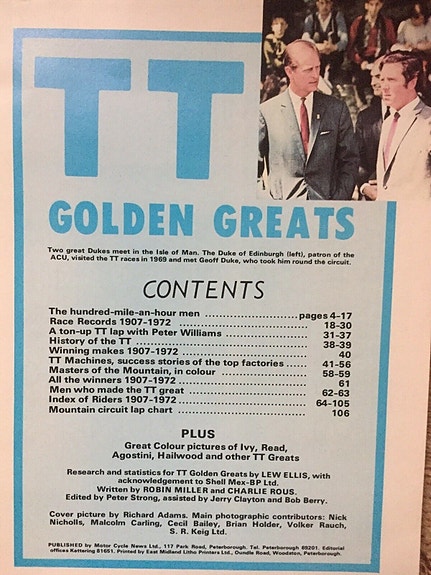 TT
GOLDEN GREATS
Two great Dukes meet in the Isle of Man. The Duke of Edinburgh (left), patron of the
ACU, visited the TT races in 1969 and met Geoff Duke, who took him round the circuit.
CONTENTS
The hundred-mile-an-hour men .......................... pages 4-17
Race Records 1907-1972 .......................... 18-30
A ton-up TT lap with Peter Williams .......................... 31-37
History of the TT .......................... 38-39
Winning makes 1907-1972 .......................... 40
TT Machines, success stories of the top factories ...... 41-56
Masters of the Mountain, in colour .......................... 58-59
All the winners 1907-1972 .......................... 61
Men who made the TT great .......................... 62-63
Index of Riders 1907-1972 .......................... 64-105
Mountain circuit lap chart .......................... 106
PLUS
Great Colour pictures of Ivy, Read,
Agostini, Hailwood and other TT Greats
Research and statistics for TT Golden Greats by LEW ELLIS, with
acknowledgement to Shell Mex-BP Ltd.
Written by ROBIN MILLER and CHARLIE ROUS.
Edited by Peter Strong, assisted by Jerry Clayton and Bob Berry.
Cover picture by Richard Adams. Main photographic contributors: Nick
Nicholls, Malcolm Carling, Cecil Bailey, Brian Holder, Volker Rauch,
S. R. Keig Ltd.
PUBLISHED by Motor Cycle News Ltd., 117 Park Road, Peterborough. Tel. Peterborough 69201. Editorial
offices Kettering 81651. Printed by East Midland Litho Printers Ltd., Oundle Road, Woodston, Peterborough.